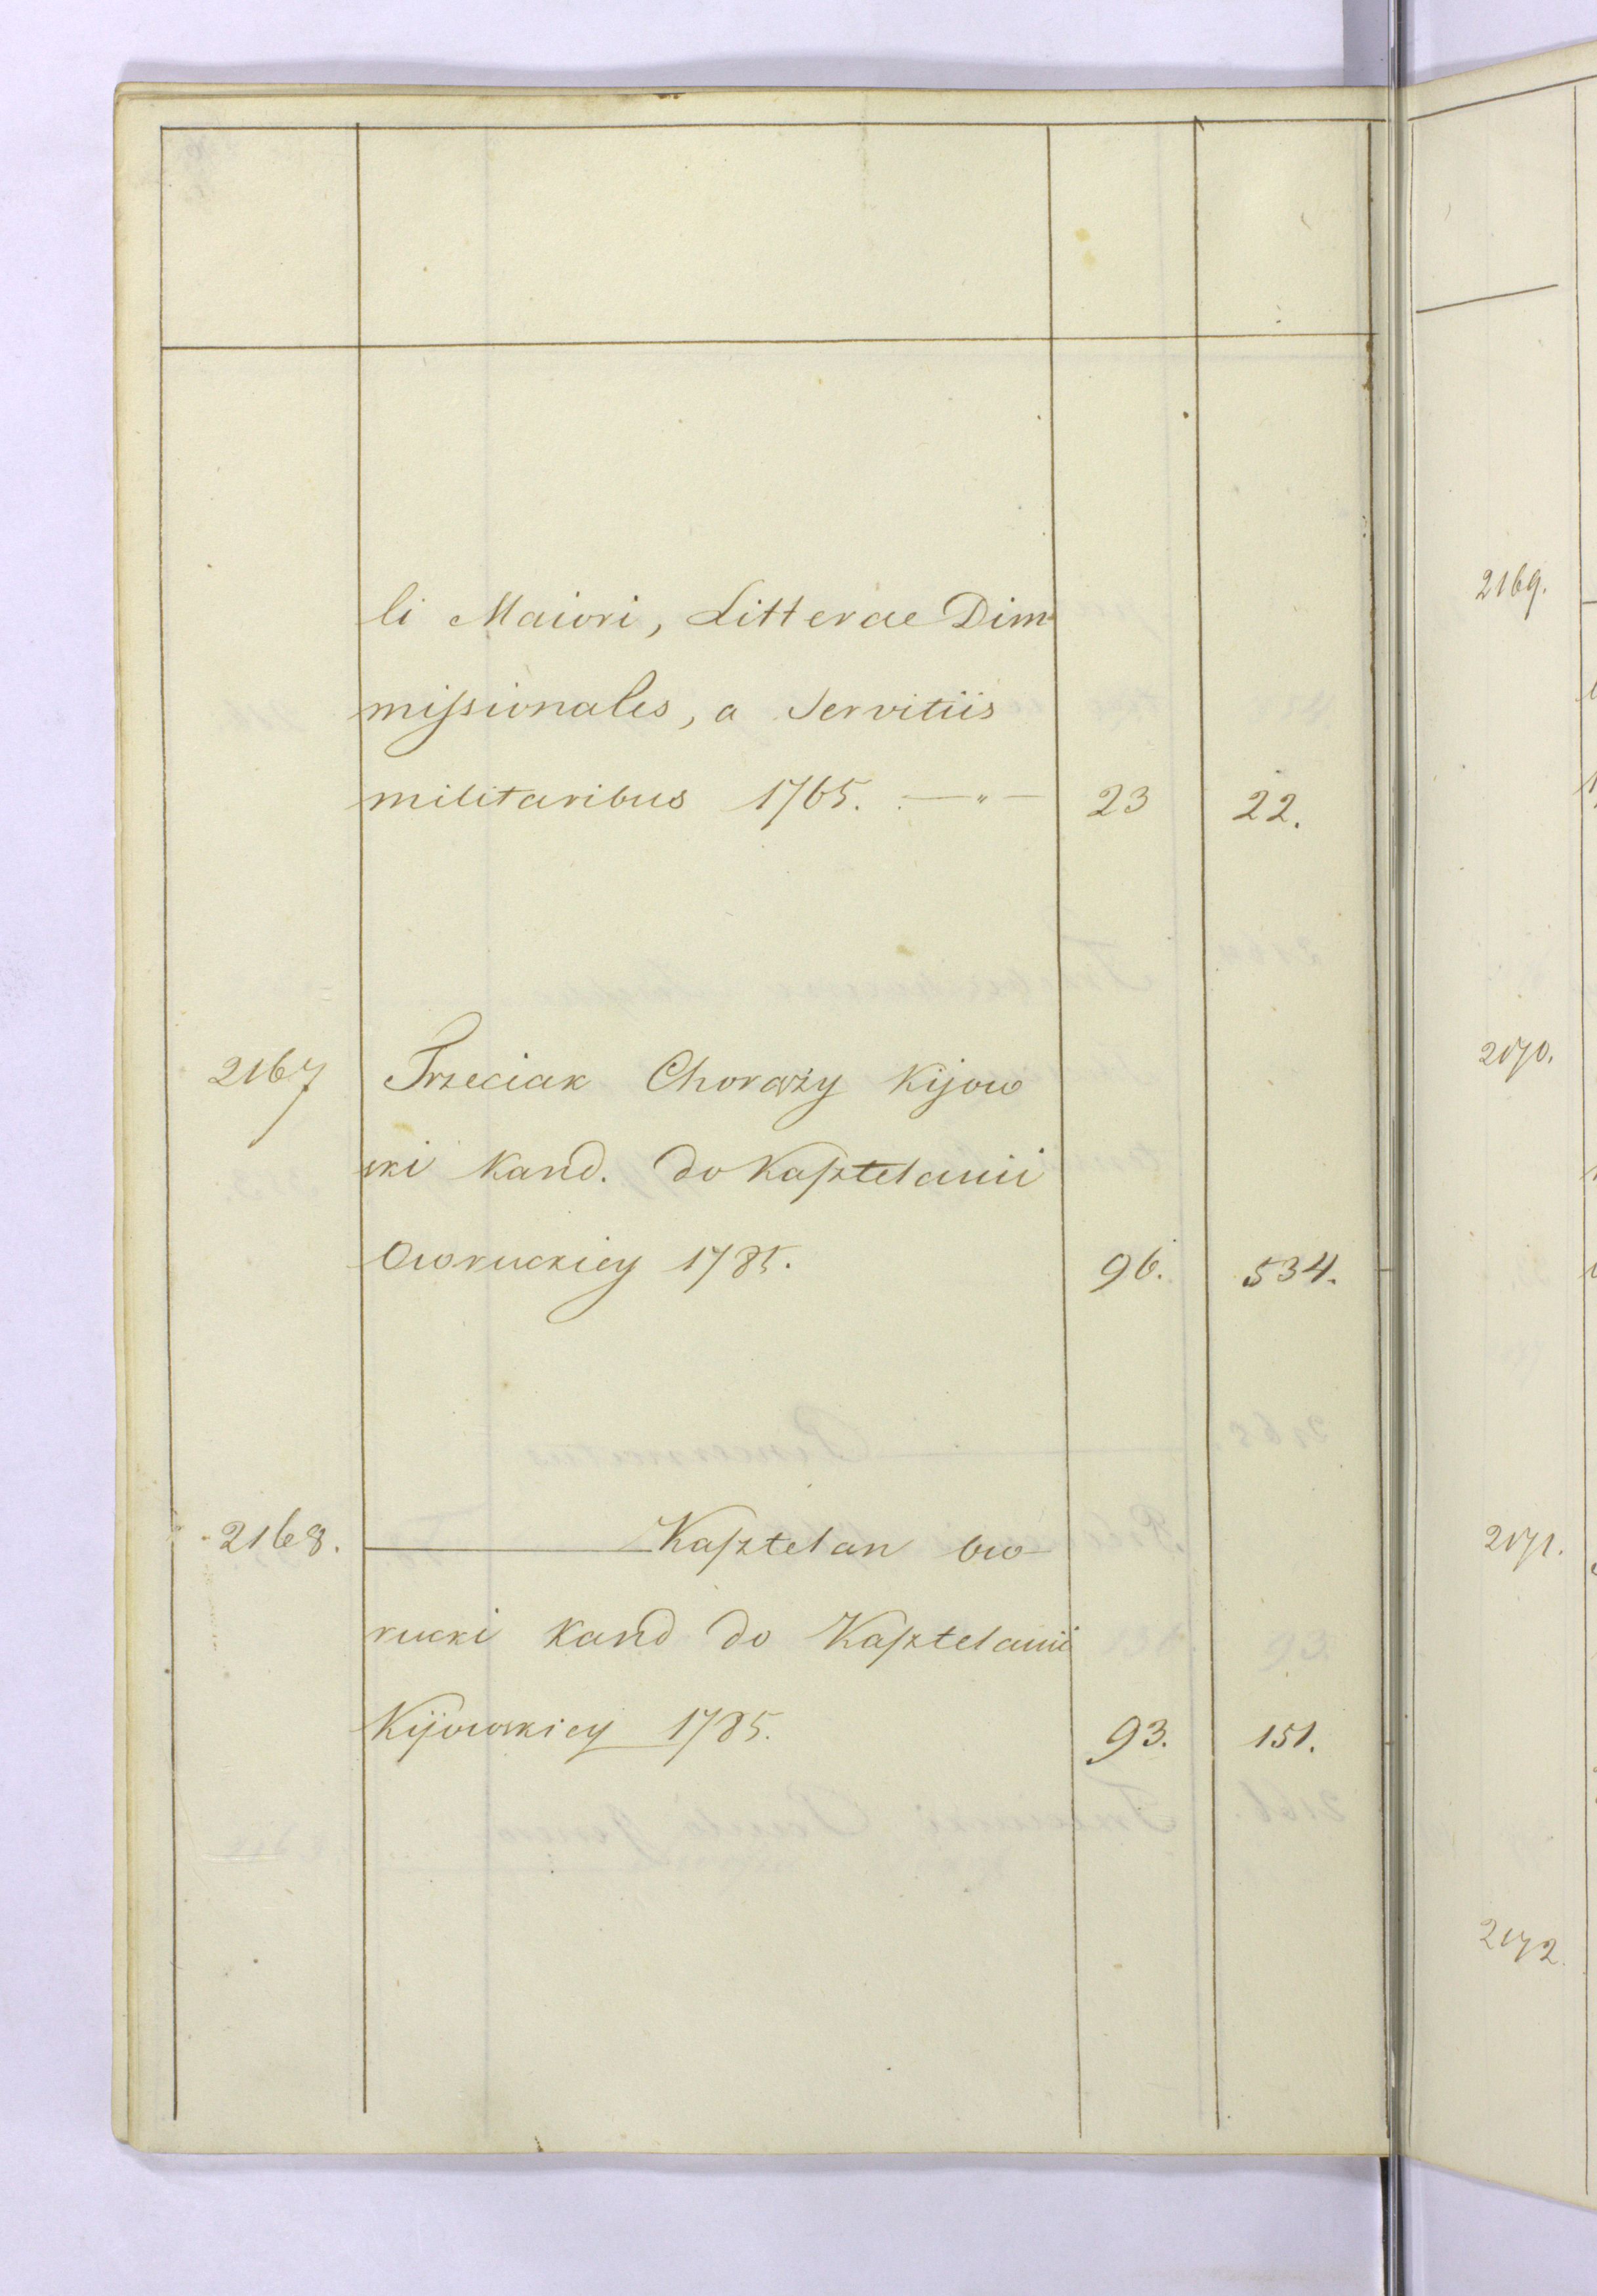 li Maiori, Litterae Dim
missionales, a Servitiis
militaribus 1765. — " — 23 22.
2167 Trzeciak Chorąży Kijow
ski Kand. do Kasztelanii
Owruckiey 1785. 96. 534.
2168. ——— Kasztelan Ow-
rucki Kand do Kasztelanii
Kijowskiey 1785. 93. 151.
2169.
2170.
2171.
2172